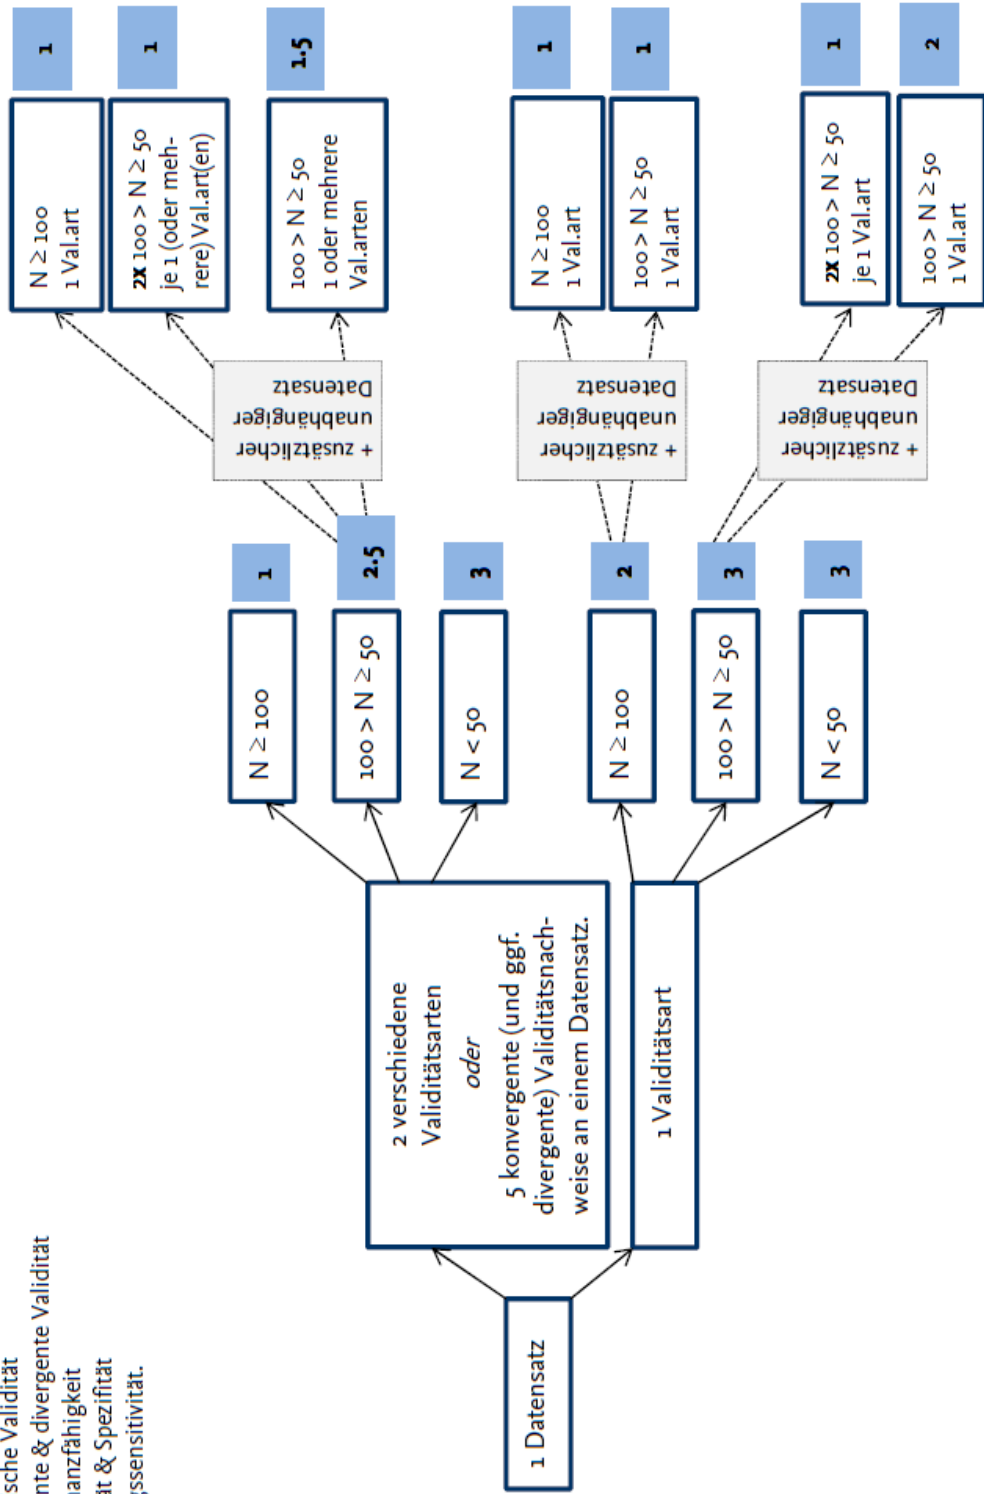 sche Validität
nte & divergente Validität
nanzfähigkeit
ät & Spezifität
gssensitivität.
1 Datensatz
2 verschiedene
Validitätsarten
oder
5 konvergente (und ggf.
divergente) Validitätsnach-
weise an einem Datensatz.
1 Validitätsart
N ≥ 100
1
100 > N ≥ 50
2.5
N < 50
3
N ≥ 100
2
100 > N ≥ 50
3
N < 50
3
+ zusätzlicher
unabhängiger
Datensatz
+ zusätzlicher
unabhängiger
Datensatz
+ zusätzlicher
unabhängiger
Datensatz
N ≥ 100
1 Val.art
1
2X 100 > N ≥ 50
je 1 (oder meh-
rere) Val.art(en)
1
100 > N ≥ 50
1 oder mehrere
Val.arten
1.5
N ≥ 100
1 Val.art
1
100 > N ≥ 50
1 Val.art
1
2X 100 > N ≥ 50
je 1 Val.art
1
100 > N ≥ 50
1 Val.art
2